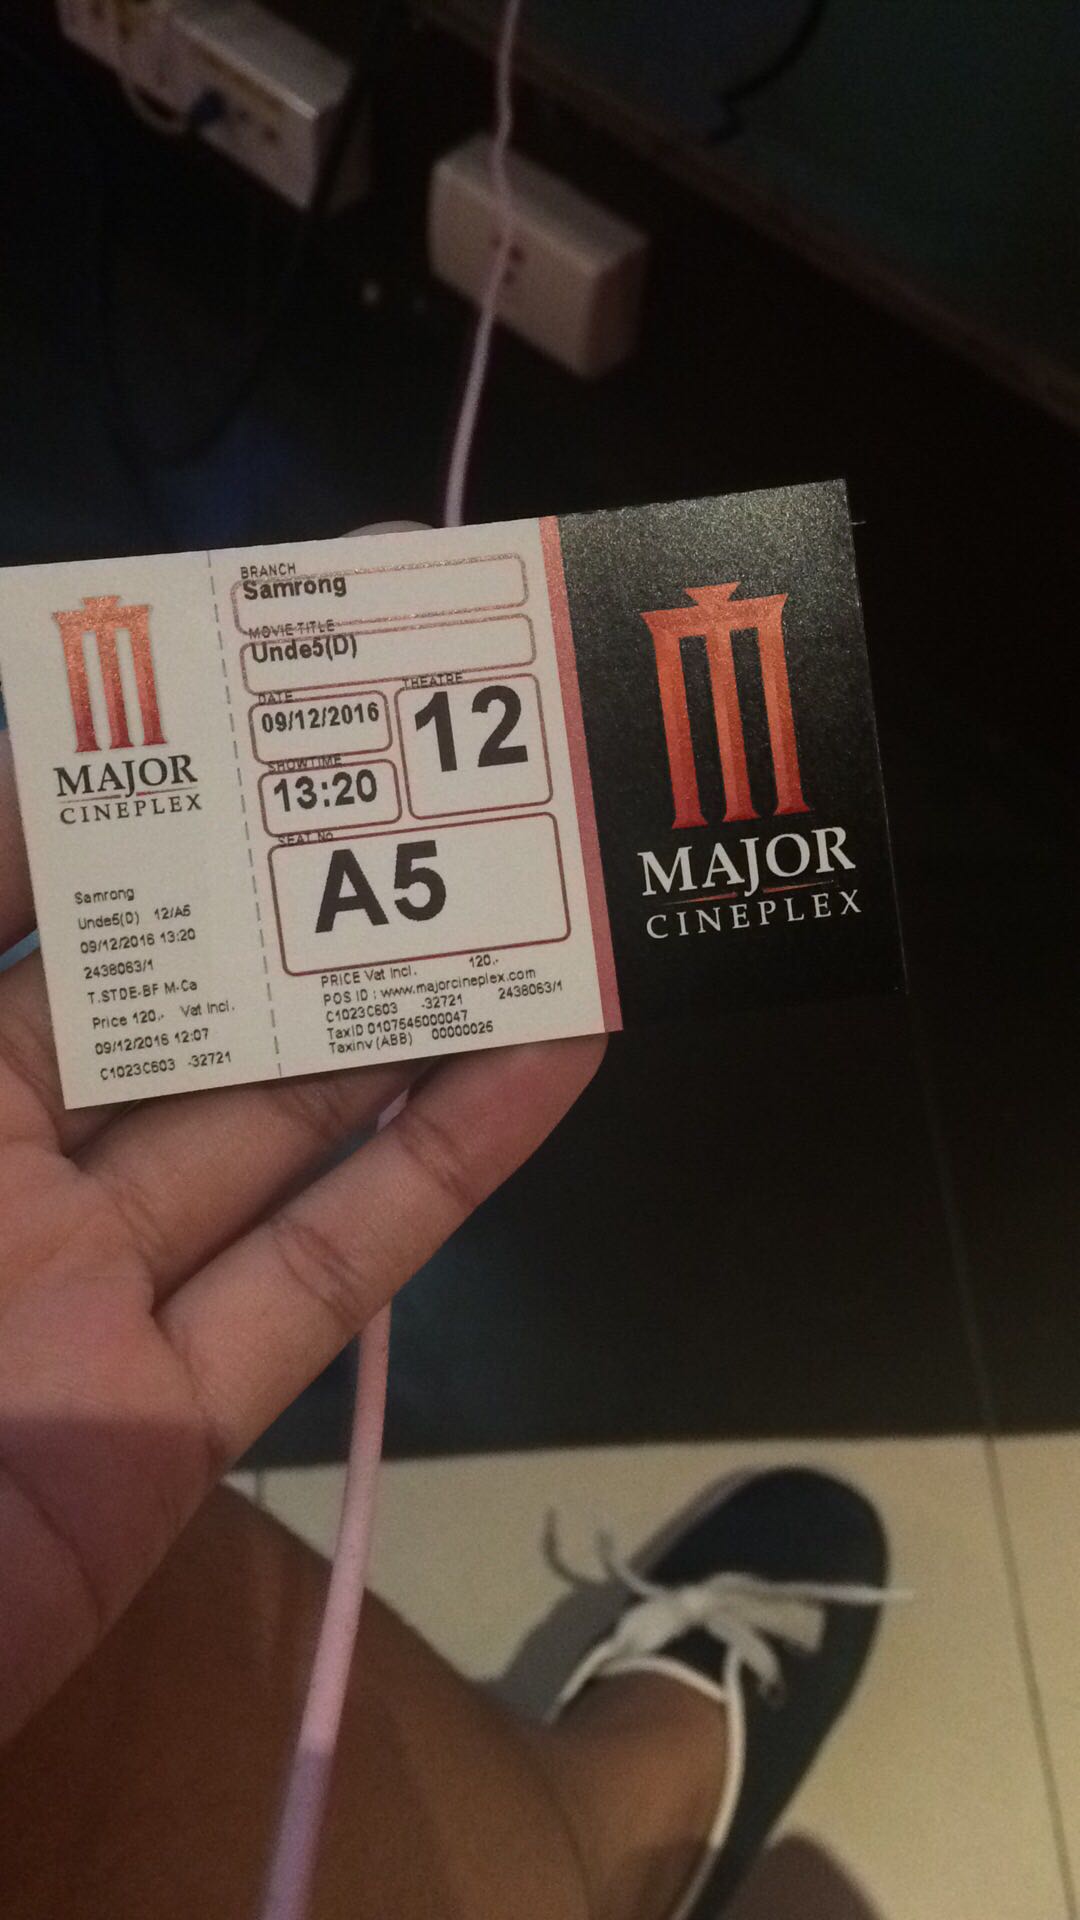 MAJOR
CINEPLEX
Samrong
Unde5(D) 12/A5
09/12/2016 13:20
2438063/1
T.STDE-BF M-Ca
Price 120.- Vat Incl.
09/12/2016 12:07
C1023C603 -32721
BRANCH
Samrong
MOVIE TITLE
Unde5(D)
DATE
09/12/2016
THEATRE
12
SHOWTIME
13:20
SEAT No
A5
PRICE Vat Incl. 120.-
POS ID : www.majorcineplex.com
C1023C603 -32721 2438063/1
TaxID 0107545000047
TaxInv (ABB) 00000026
MAJOR
CINEPLEX